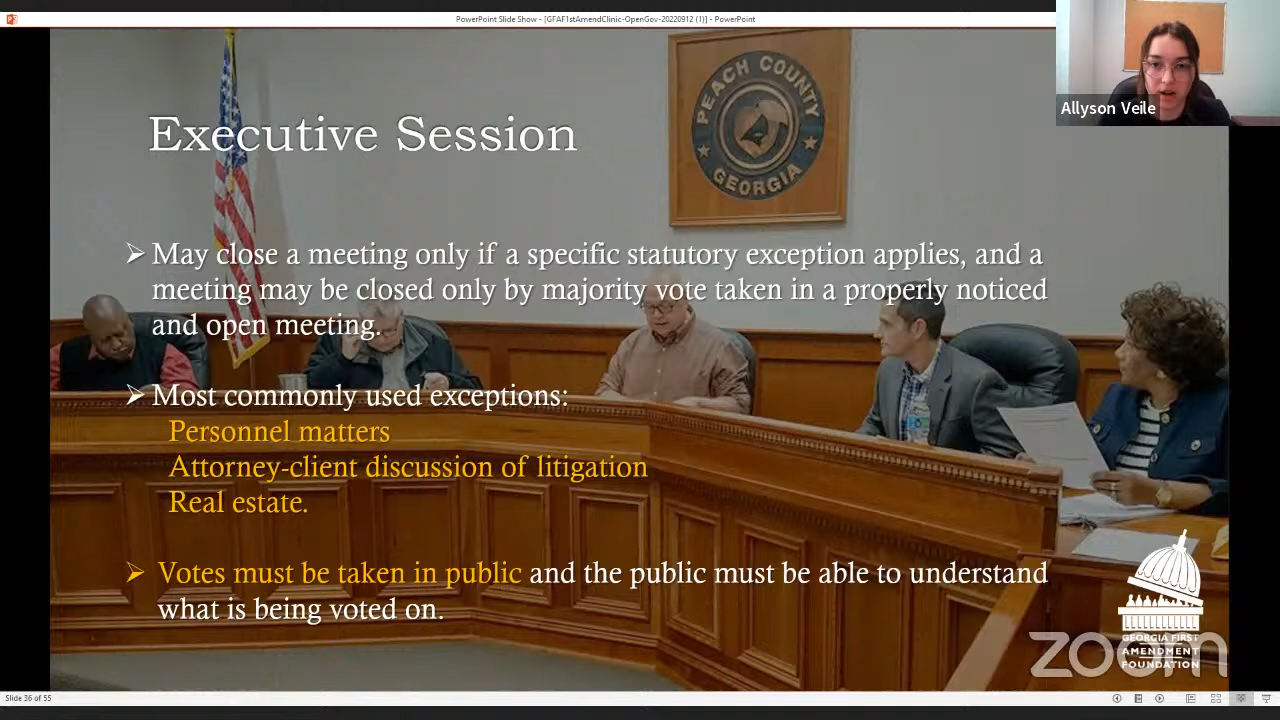 PowerPoint Slide Show - [GFAF1stAmendClinic-OpenGov-20220912 (1)] - PowerPoint
Allyson Veile
PEACH COUNTY
GEORGIA
Executive Session
May close a meeting only if a specific statutory exception applies, and a
meeting may be closed only by majority vote taken in a properly noticed
and open meeting.
Most commonly used exceptions:
Personnel matters
Attorney-client discussion of litigation
Real estate.
Votes must be taken in public and the public must be able to understand
what is being voted on.
GEORGIA FIRST
AMENDMENT
FOUNDATION
zoom
Slide 36 of 55